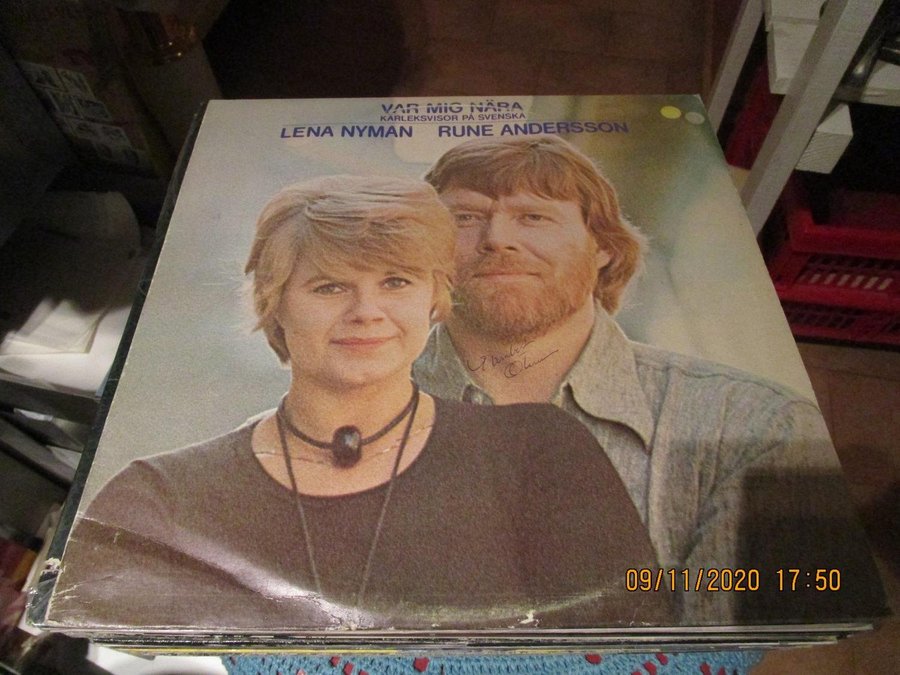 VAR MIG NÄRA
KÄRLEKSVISOR PÅ SVENSKA
LENA NYMAN RUNE ANDERSSON
09/11/2020 17:50